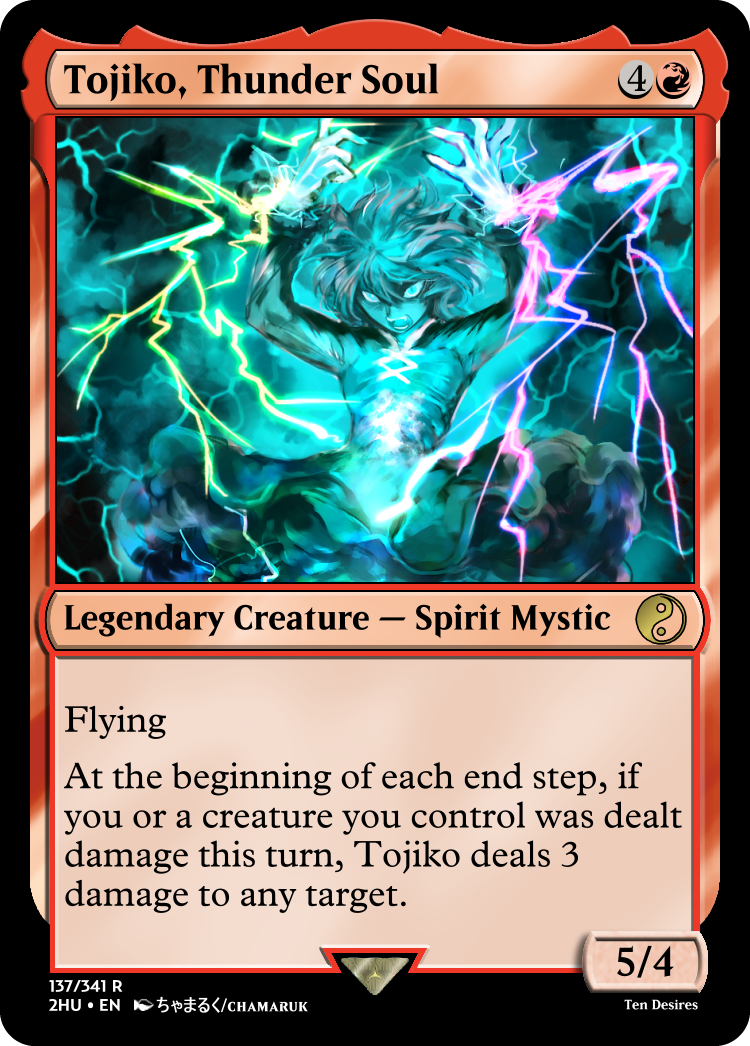 Tojiko, Thunder Soul 4
Legendary Creature — Spirit Mystic
Flying
At the beginning of each end step, if
you or a creature you control was dealt
damage this turn, Tojiko deals 3
damage to any target.
5/4
137/341 R
2HU • EN ちゃまるく/CHAMARUK
Ten Desires